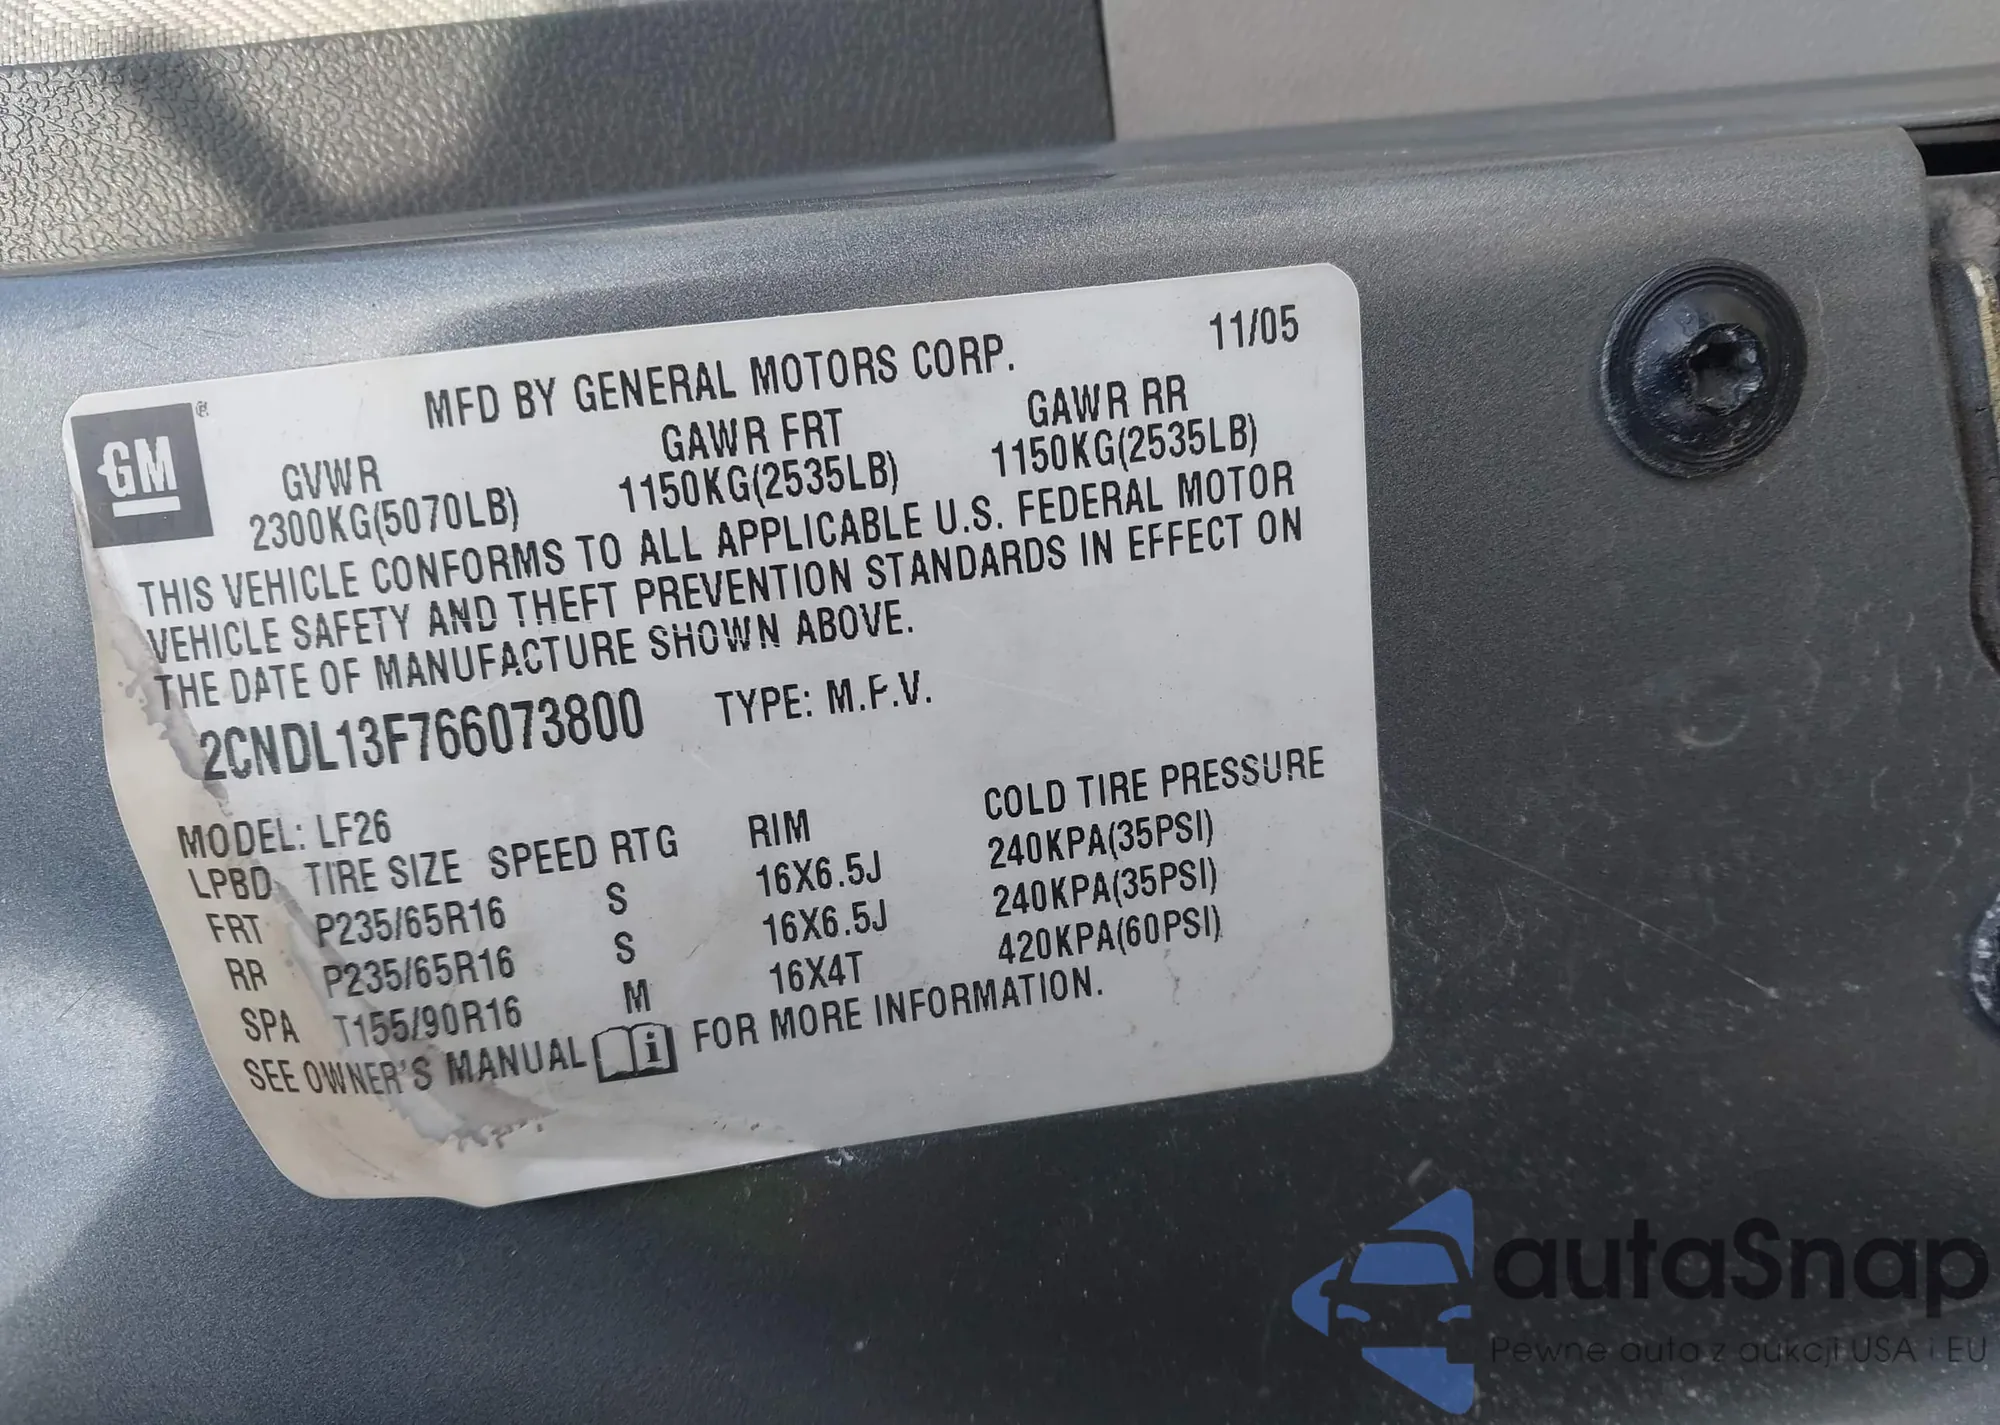 MFD BY GENERAL MOTORS CORP. 11/05
GM ®
GVWR GAWR FRT GAWR RR
2300KG(5070LB) 1150KG(2535LB) 1150KG(2535LB)
THIS VEHICLE CONFORMS TO ALL APPLICABLE U.S. FEDERAL MOTOR
VEHICLE SAFETY AND THEFT PREVENTION STANDARDS IN EFFECT ON
THE DATE OF MANUFACTURE SHOWN ABOVE.
2CNDL13F766073800 TYPE: M.P.V.
MODEL: LF26
LPBD TIRE SIZE SPEED RTG RIM COLD TIRE PRESSURE
FRT P235/65R16 S 16X6.5J 240KPA(35PSI)
RR P235/65R16 S 16X6.5J 240KPA(35PSI)
SPA T155/90R16 M 16X4T 420KPA(60PSI)
SEE OWNER'S MANUAL FOR MORE INFORMATION.
autaSnap
Pewne auta z aukcji USA i EU